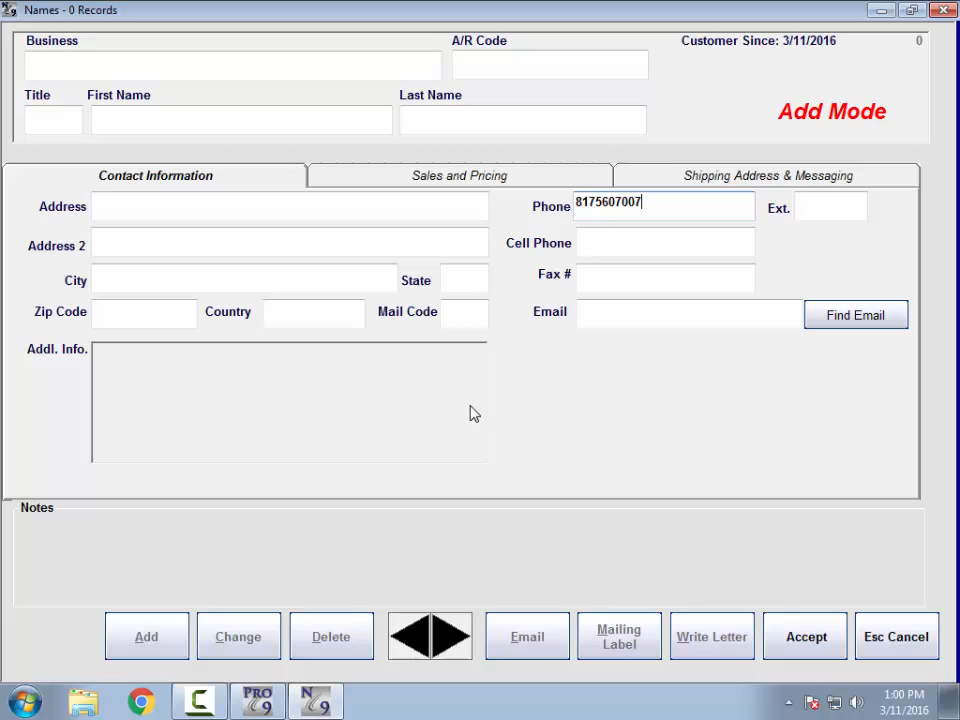 Names - 0 Records
Business
A/R Code
Customer Since: 3/11/2016
0
Title
First Name
Last Name
Add Mode
Contact Information
Sales and Pricing
Shipping Address & Messaging
Address
Phone
8175607007
Ext.
Address 2
Cell Phone
City
State
Fax #
Zip Code
Country
Mail Code
Email
Find Email
Addl. Info.
Notes
Add
Change
Delete
Email
Mailing
Label
Write Letter
Accept
Esc Cancel
PRO
9
N
9
1:00 PM
3/11/2016